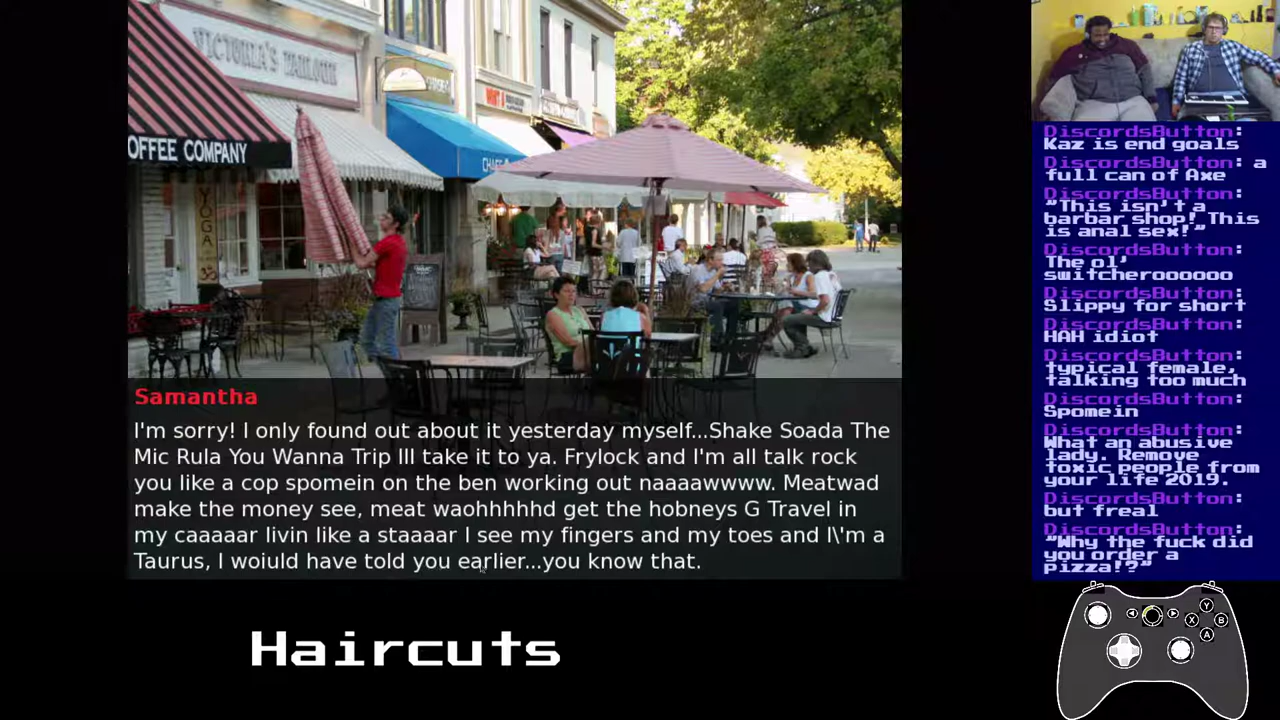 VICTORIA'S PARLOUR
OFFEE COMPANY
YOGA
Samantha
I'm sorry! I only found out about it yesterday myself...Shake Soada The
Mic Rula You Wanna Trip III take it to ya. Frylock and I'm all talk rock
you like a cop spomein on the ben working out naaaawwww. Meatwad
make the money see, meat waohhhhhd get the hobneys G Travel in
my caaaaar livin like a staaaar I see my fingers and my toes and I\'m a
Taurus, I woiuld have told you earlier...you know that.
Haircuts
DiscordsButton:
Kaz is end goals
DiscordsButton: a
full can of Axe
DiscordsButton:
"This isn't a
barbar shop! This
is anal sex!"
DiscordsButton:
The ol'
switcheroooooo
DiscordsButton:
Slippy for short
DiscordsButton:
HAH idiot
DiscordsButton:
typical female,
talking too much
DiscordsButton:
Spomein
DiscordsButton:
What an abusive
lady. Remove
toxic people from
your life 2019.
DiscordsButton:
but freal
DiscordsButton:
"Why the fuck did
you order a
pizza!?"
Y
X
B
A